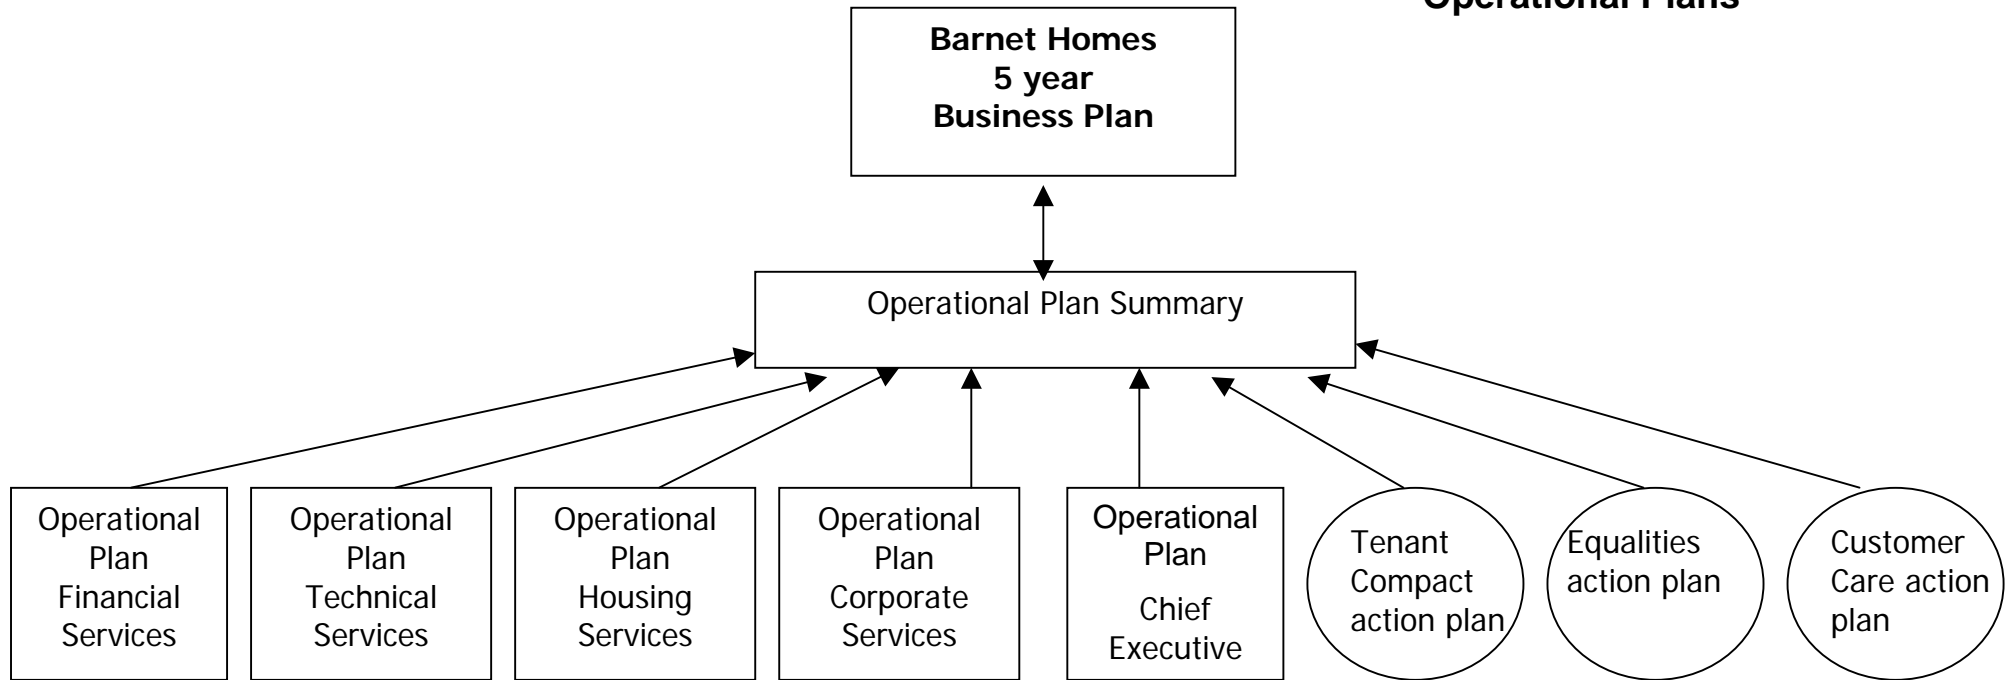 Operational Plans
Barnet Homes
5 year
Business Plan
Operational Plan Summary
Operational
Plan
Financial
Services
Operational
Plan
Technical
Services
Operational
Plan
Housing
Services
Operational
Plan
Corporate
Services
Operational
Plan
Chief
Executive
Tenant
Compact
action plan
Equalities
action plan
Customer
Care action
plan